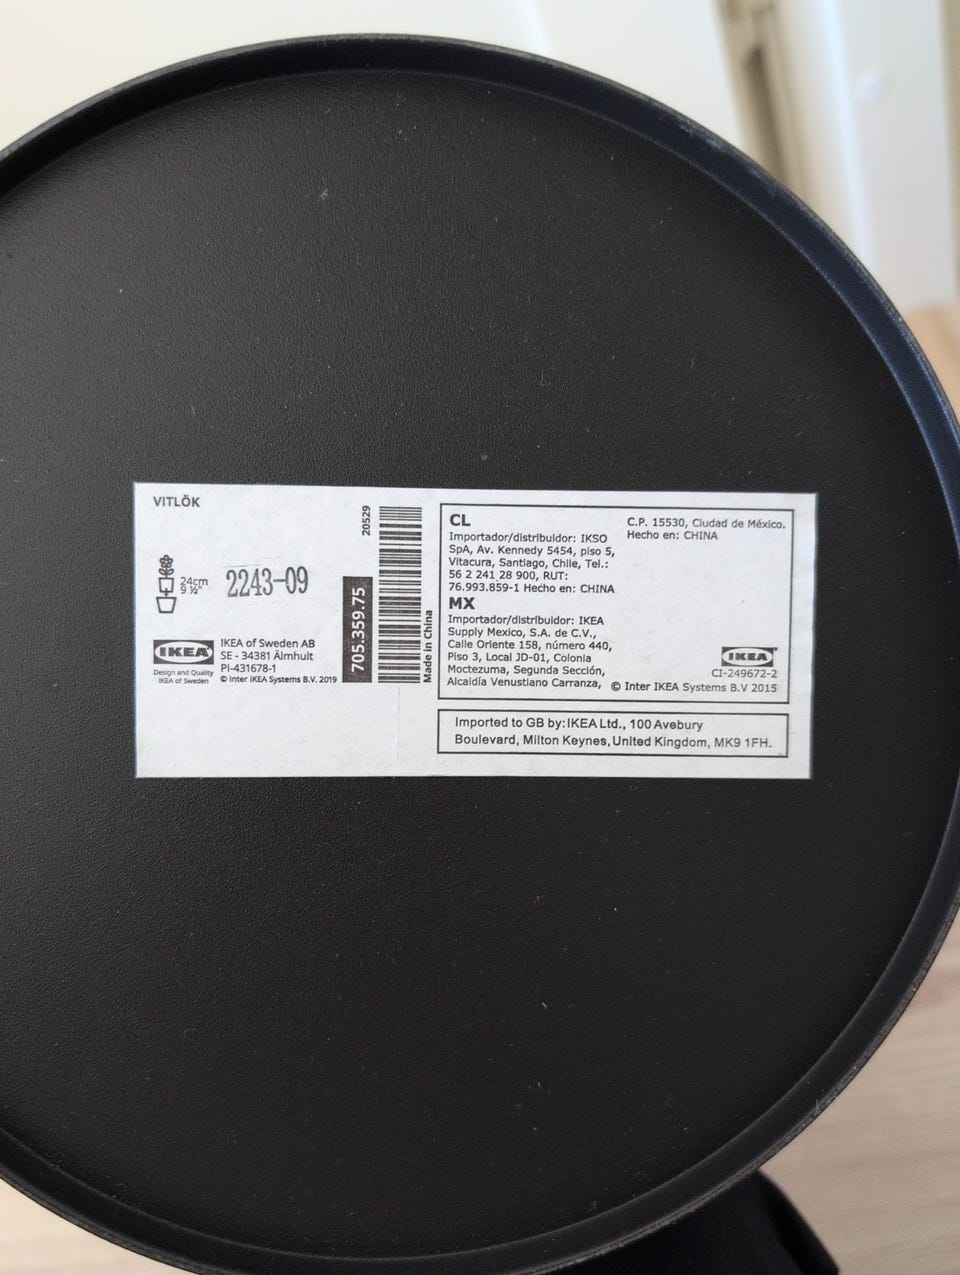 VITLÖK
24cm
9 ½"
2243-09
IKEA
Design and Quality
IKEA of Sweden
IKEA of Sweden AB
SE - 34381 Älmhult
PI-431678-1
© Inter IKEA Systems B.V. 2019
705.359.75
20529
Made in China
CL
Importador/distribuidor: IKSO
SpA, Av. Kennedy 5454, piso 5,
Vitacura, Santiago, Chile, Tel.:
56 2 241 28 900, RUT:
76.993.859-1 Hecho en: CHINA
MX
Importador/distribuidor: IKEA
Supply Mexico, S.A. de C.V.,
Calle Oriente 158, número 440,
Piso 3, Local JD-01, Colonia
Moctezuma, Segunda Sección,
Alcaldía Venustiano Carranza,
C.P. 15530, Ciudad de México.
Hecho en: CHINA
IKEA
CI-249672-2
© Inter IKEA Systems B.V 2015
Imported to GB by:IKEA Ltd., 100 Avebury
Boulevard, Milton Keynes, United Kingdom, MK9 1FH.